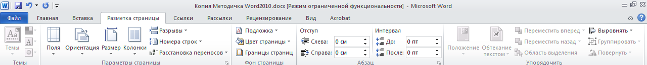 Копия Методичка Word2010.docx [Режим ограниченной функциональности] - Microsoft Word
Файл Главная Вставка Разметка страницы Ссылки Рассылки Рецензирование Вид Acrobat
Темы Поля Ориентация Размер Колонки Разрывы Номера строк Расстановка переносов
Подложка Цвет страницы Границы страниц
Отступ Интервал
Слева: 0 см До: 0 пт
Справа: 0 см После: 0 пт
Положение Обтекание текстом Переместить вперед Переместить назад Область выделения Выровнять Группировать Повернуть
Темы Параметры страницы Фон страницы Абзац Упорядочить